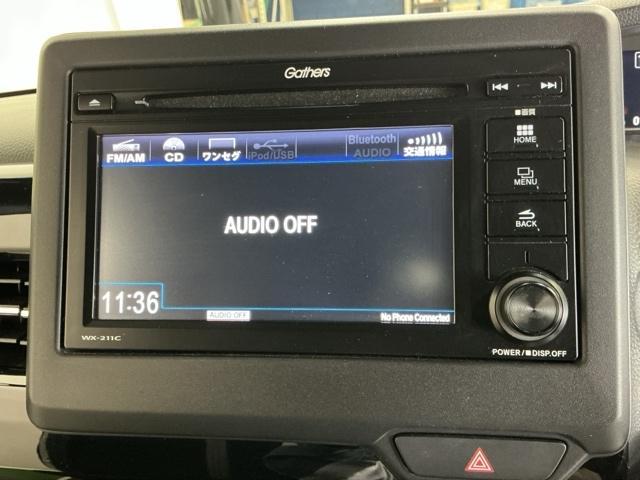 Gathers
FM/AM
CD
ワンセグ
iPod/USB
Bluetooth AUDIO
交通情報
AUDIO OFF
11:36
AUDIO OFF
No Phone Connected
WX-211C
HOME
MENU
BACK
POWER/■DISP.OFF